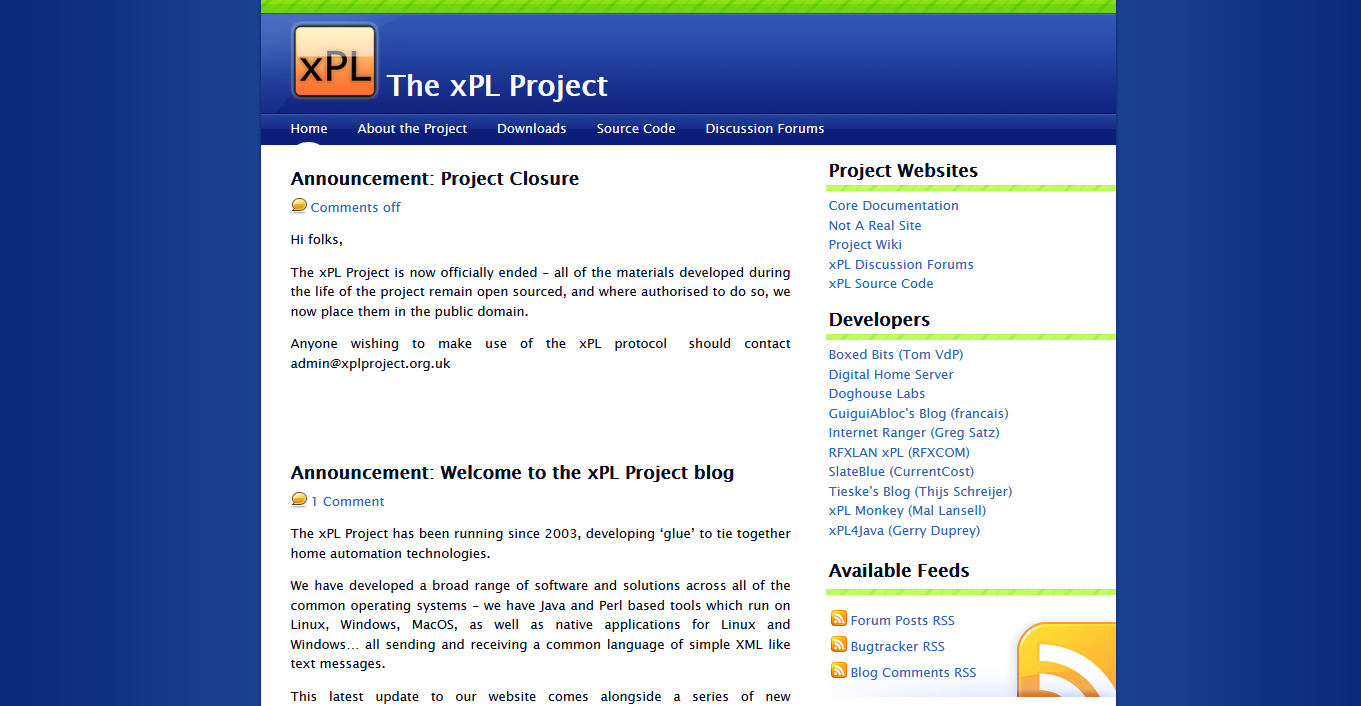 xPL
The xPL Project
Home About the Project Downloads Source Code Discussion Forums
Announcement: Project Closure
Comments off
Hi folks,
The xPL Project is now officially ended – all of the materials developed during
the life of the project remain open sourced, and where authorised to do so, we
now place them in the public domain.
Anyone wishing to make use of the xPL protocol should contact
admin@xplproject.org.uk
Announcement: Welcome to the xPL Project blog
1 Comment
The xPL Project has been running since 2003, developing ‘glue’ to tie together
home automation technologies.
We have developed a broad range of software and solutions across all of the
common operating systems – we have Java and Perl based tools which run on
Linux, Windows, MacOS, as well as native applications for Linux and
Windows… all sending and receiving a common language of simple XML like
text messages.
This latest update to our website comes alongside a series of new
Project Websites
Core Documentation
Not A Real Site
Project Wiki
xPL Discussion Forums
xPL Source Code
Developers
Boxed Bits (Tom VdP)
Digital Home Server
Doghouse Labs
GuiguiAbloc's Blog (francais)
Internet Ranger (Greg Satz)
RFXLAN xPL (RFXCOM)
SlateBlue (CurrentCost)
Tieske's Blog (Thijs Schreijer)
xPL Monkey (Mal Lansell)
xPL4Java (Gerry Duprey)
Available Feeds
Forum Posts RSS
Bugtracker RSS
Blog Comments RSS